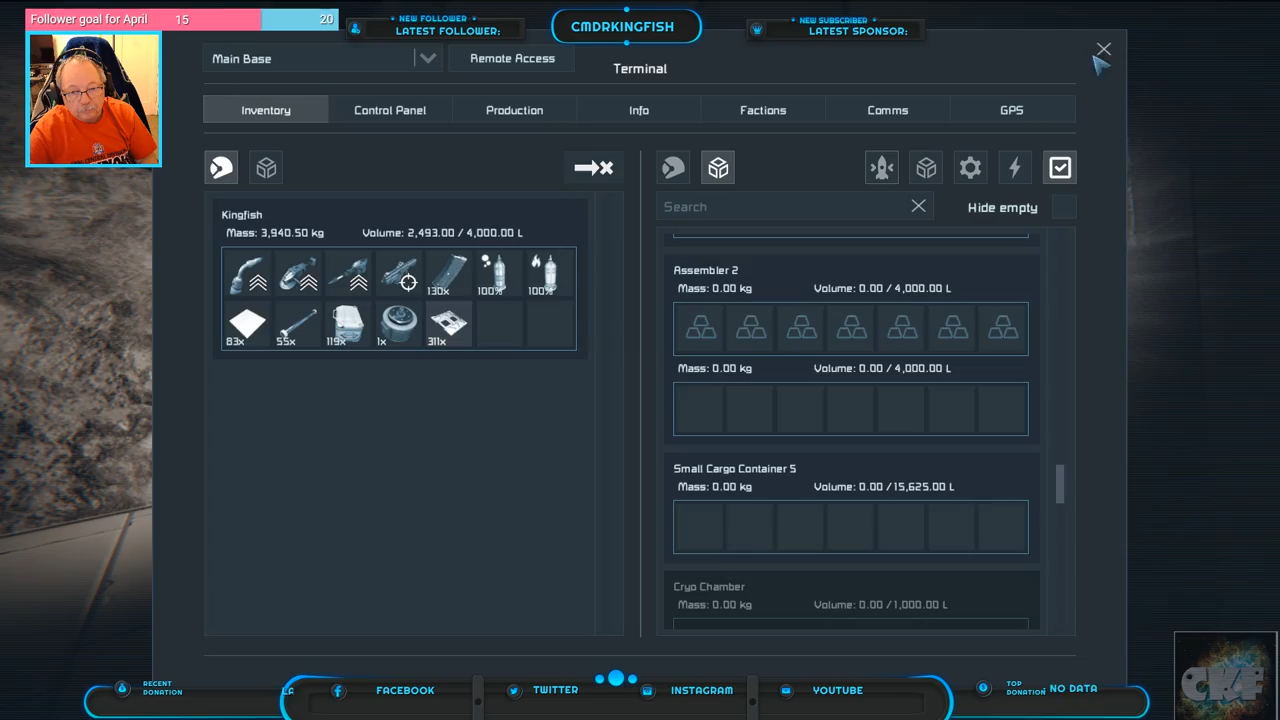 Follower goal for April 15 20
NEW FOLLOWER
LATEST FOLLOWER:
CMDRKINGFISH
NEW SUBSCRIBER
LATEST SPONSOR:
Main Base
Remote Access
Terminal
Inventory
Control Panel
Production
Info
Factions
Comms
GPS
Search
Hide empty
Kingfish
Mass: 3,940.50 kg Volume: 2,493.00 / 4,000.00 L
130x 100% 100%
83x 55x 119x 1x 311x
Assembler 2
Mass: 0.00 kg Volume: 0.00 / 4,000.00 L
Mass: 0.00 kg Volume: 0.00 / 4,000.00 L
Small Cargo Container 5
Mass: 0.00 kg Volume: 0.00 / 15,625.00 L
Cryo Chamber
Mass: 0.00 kg Volume: 0.00 / 1,000.00 L
RECENT
DONATION
LA
FACEBOOK
TWITTER
INSTAGRAM
YOUTUBE
TOP
DONATION
NO DATA
CKF